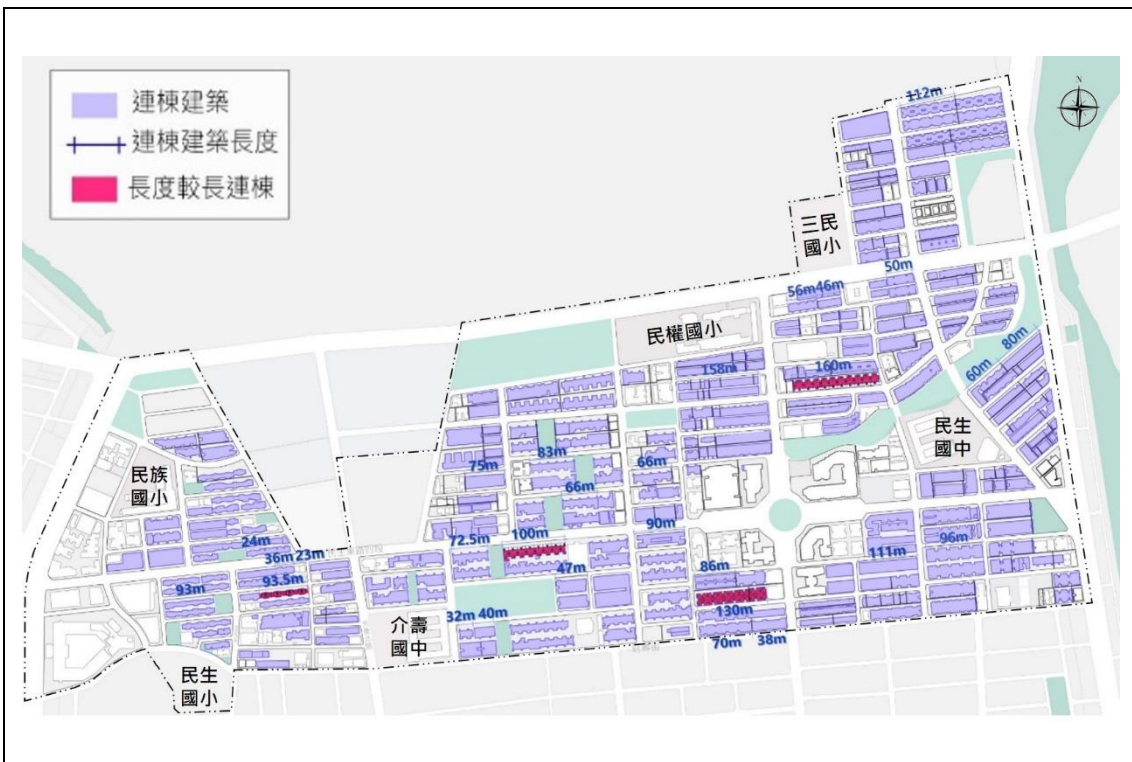 連棟建築
連棟建築長度
長度較長連棟
N
112m
三民
國小
50m
56m46m
民權國小
158m
160m
80m
60m
民生
國中
民族
國小
75m
83m
66m
66m
24m
36m 23m
72.5m
100m
90m
96m
111m
93m
93.5m
47m
86m
130m
32m 40m
介壽
國中
70m 38m
民生
國小